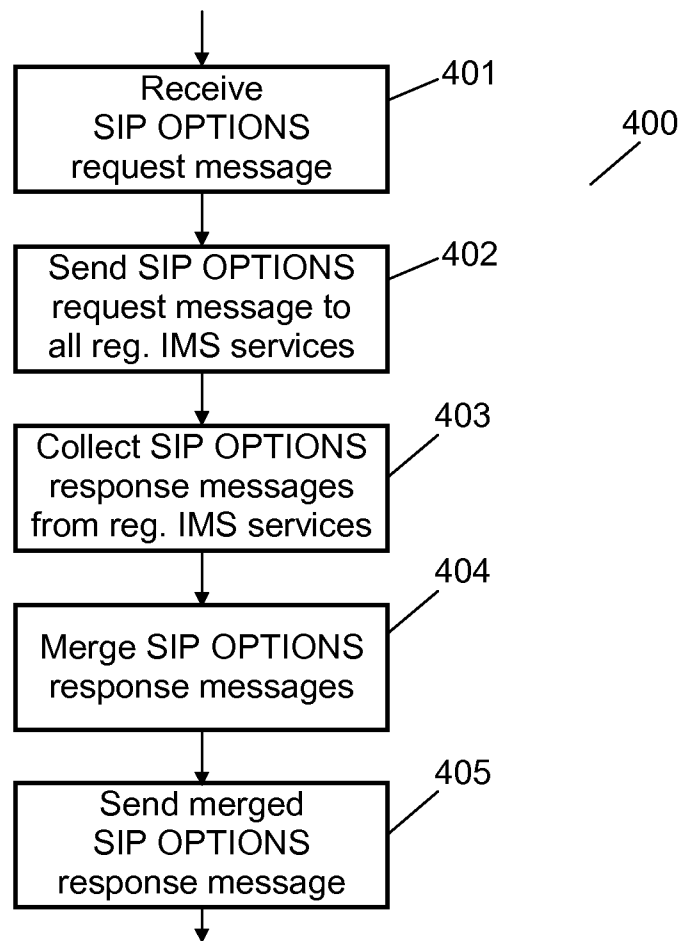 Receive
SIP OPTIONS
request message
401
400
Send SIP OPTIONS
request message to
all reg. IMS services
402
Collect SIP OPTIONS
response messages
from reg. IMS services
403
Merge SIP OPTIONS
response messages
404
Send merged
SIP OPTIONS
response message
405